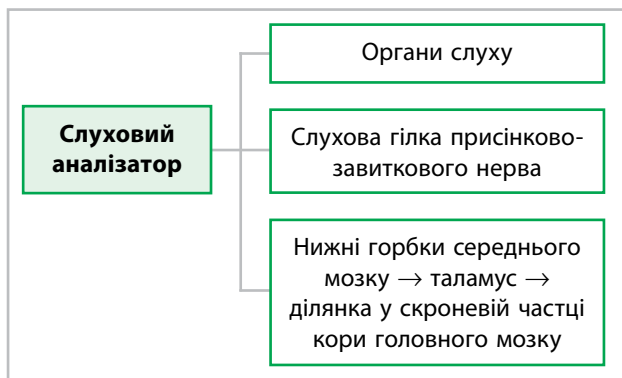 Органи слуху
Слуховий
аналізатор
Слухова гілка присінково-
завиткового нерва
Нижні горбки середнього
мозку → таламус →
ділянка у скроневій частці
кори головного мозку